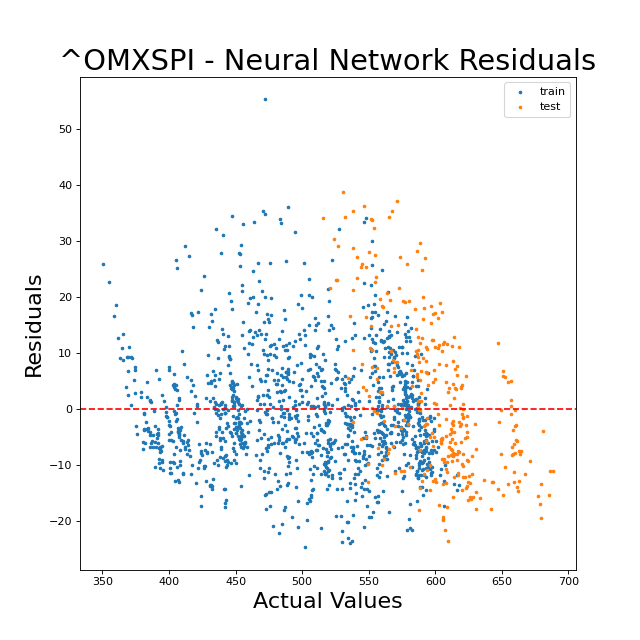 ^OMXSPI - Neural Network Residuals
train
test
50
40
30
20
10
0
−10
−20
Residuals
350 400 450 500 550 600 650 700
Actual Values